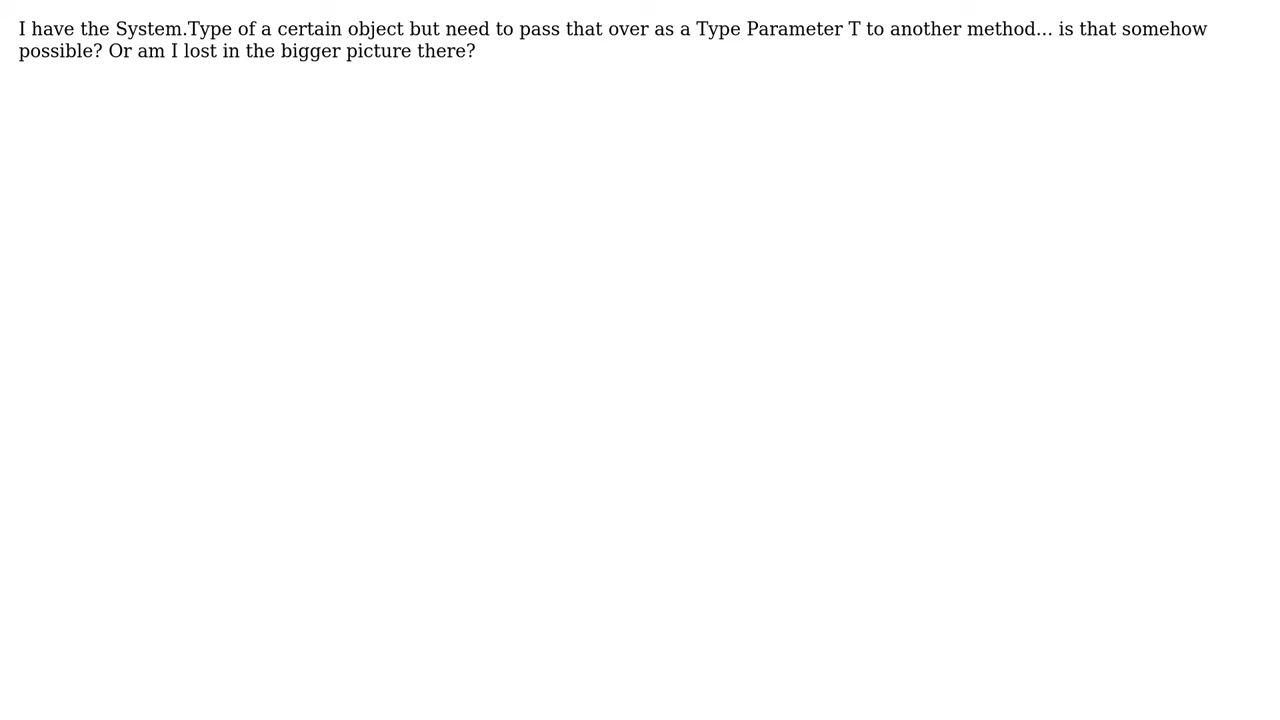 I have the System.Type of a certain object but need to pass that over as a Type Parameter T to another method... is that somehow
possible? Or am I lost in the bigger picture there?